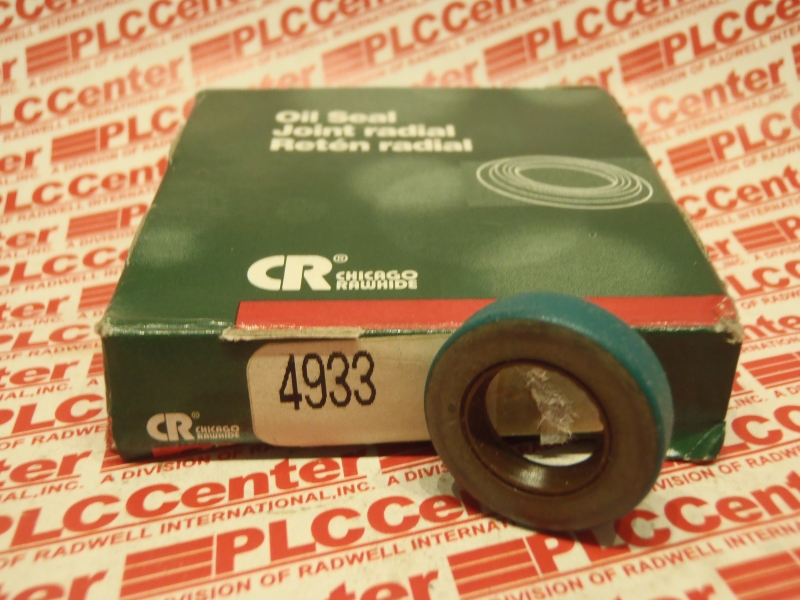 Oil Seal
Joint radial
Retén radial
CR® CHICAGO
RAWHIDE
4933
CR® CHICAGO
RAWHIDE
PLCCenter
A DIVISION OF RADWELL INTERNATIONAL, INC.